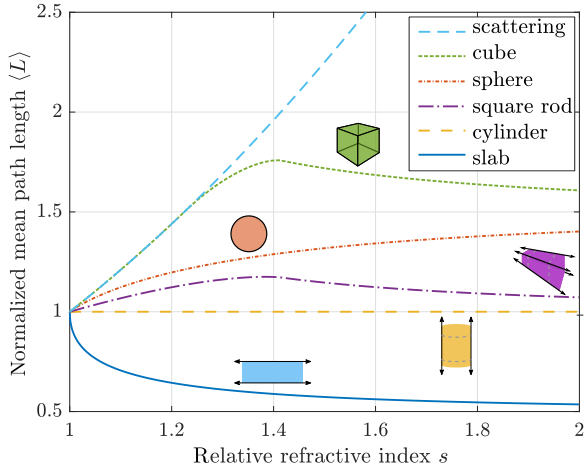 2.5
2
1.5
1
0.5
Normalized mean path length ⟨L⟩
scattering
cube
sphere
square rod
cylinder
slab
1 1.2 1.4 1.6 1.8 2
Relative refractive index s